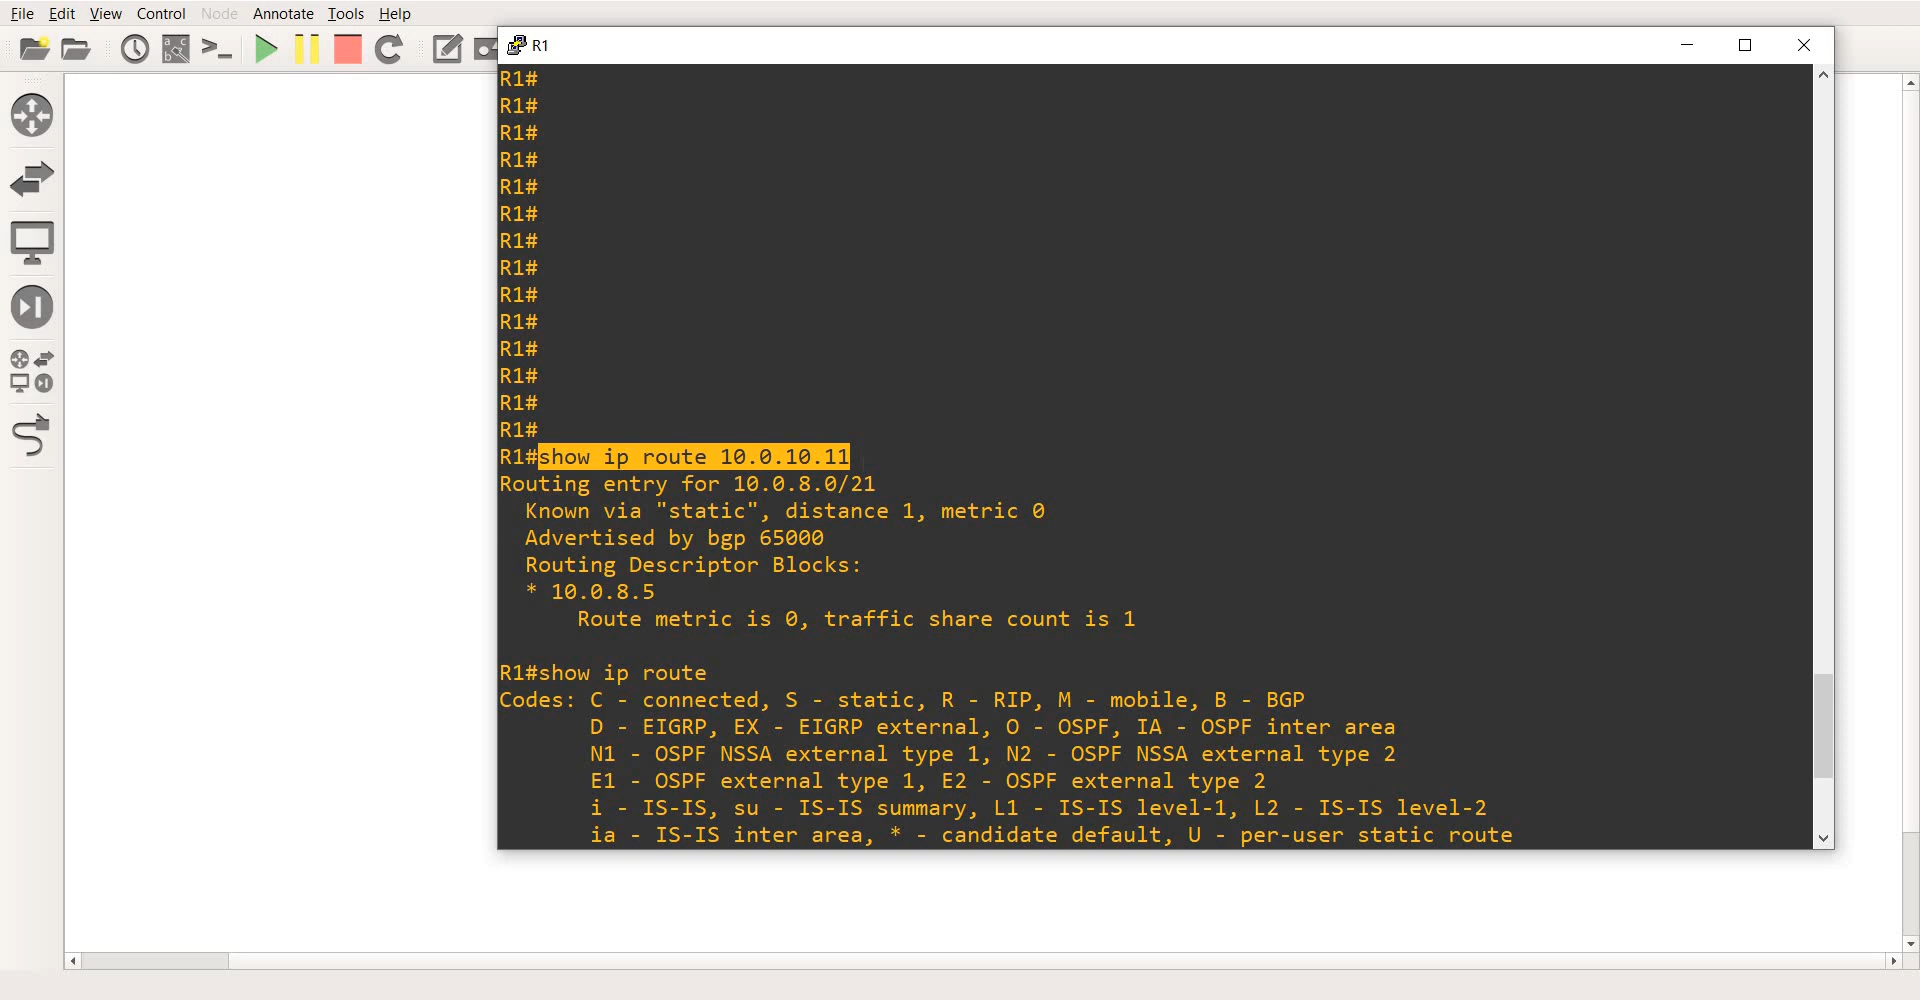 File Edit View Control Node Annotate Tools Help
R1
R1#
R1#
R1#
R1#
R1#
R1#
R1#
R1#
R1#
R1#
R1#
R1#
R1#
R1#
R1#show ip route 10.0.10.11
Routing entry for 10.0.8.0/21
Known via "static", distance 1, metric 0
Advertised by bgp 65000
Routing Descriptor Blocks:
* 10.0.8.5
Route metric is 0, traffic share count is 1
R1#show ip route
Codes: C - connected, S - static, R - RIP, M - mobile, B - BGP
D - EIGRP, EX - EIGRP external, O - OSPF, IA - OSPF inter area
N1 - OSPF NSSA external type 1, N2 - OSPF NSSA external type 2
E1 - OSPF external type 1, E2 - OSPF external type 2
i - IS-IS, su - IS-IS summary, L1 - IS-IS level-1, L2 - IS-IS level-2
ia - IS-IS inter area, * - candidate default, U - per-user static route